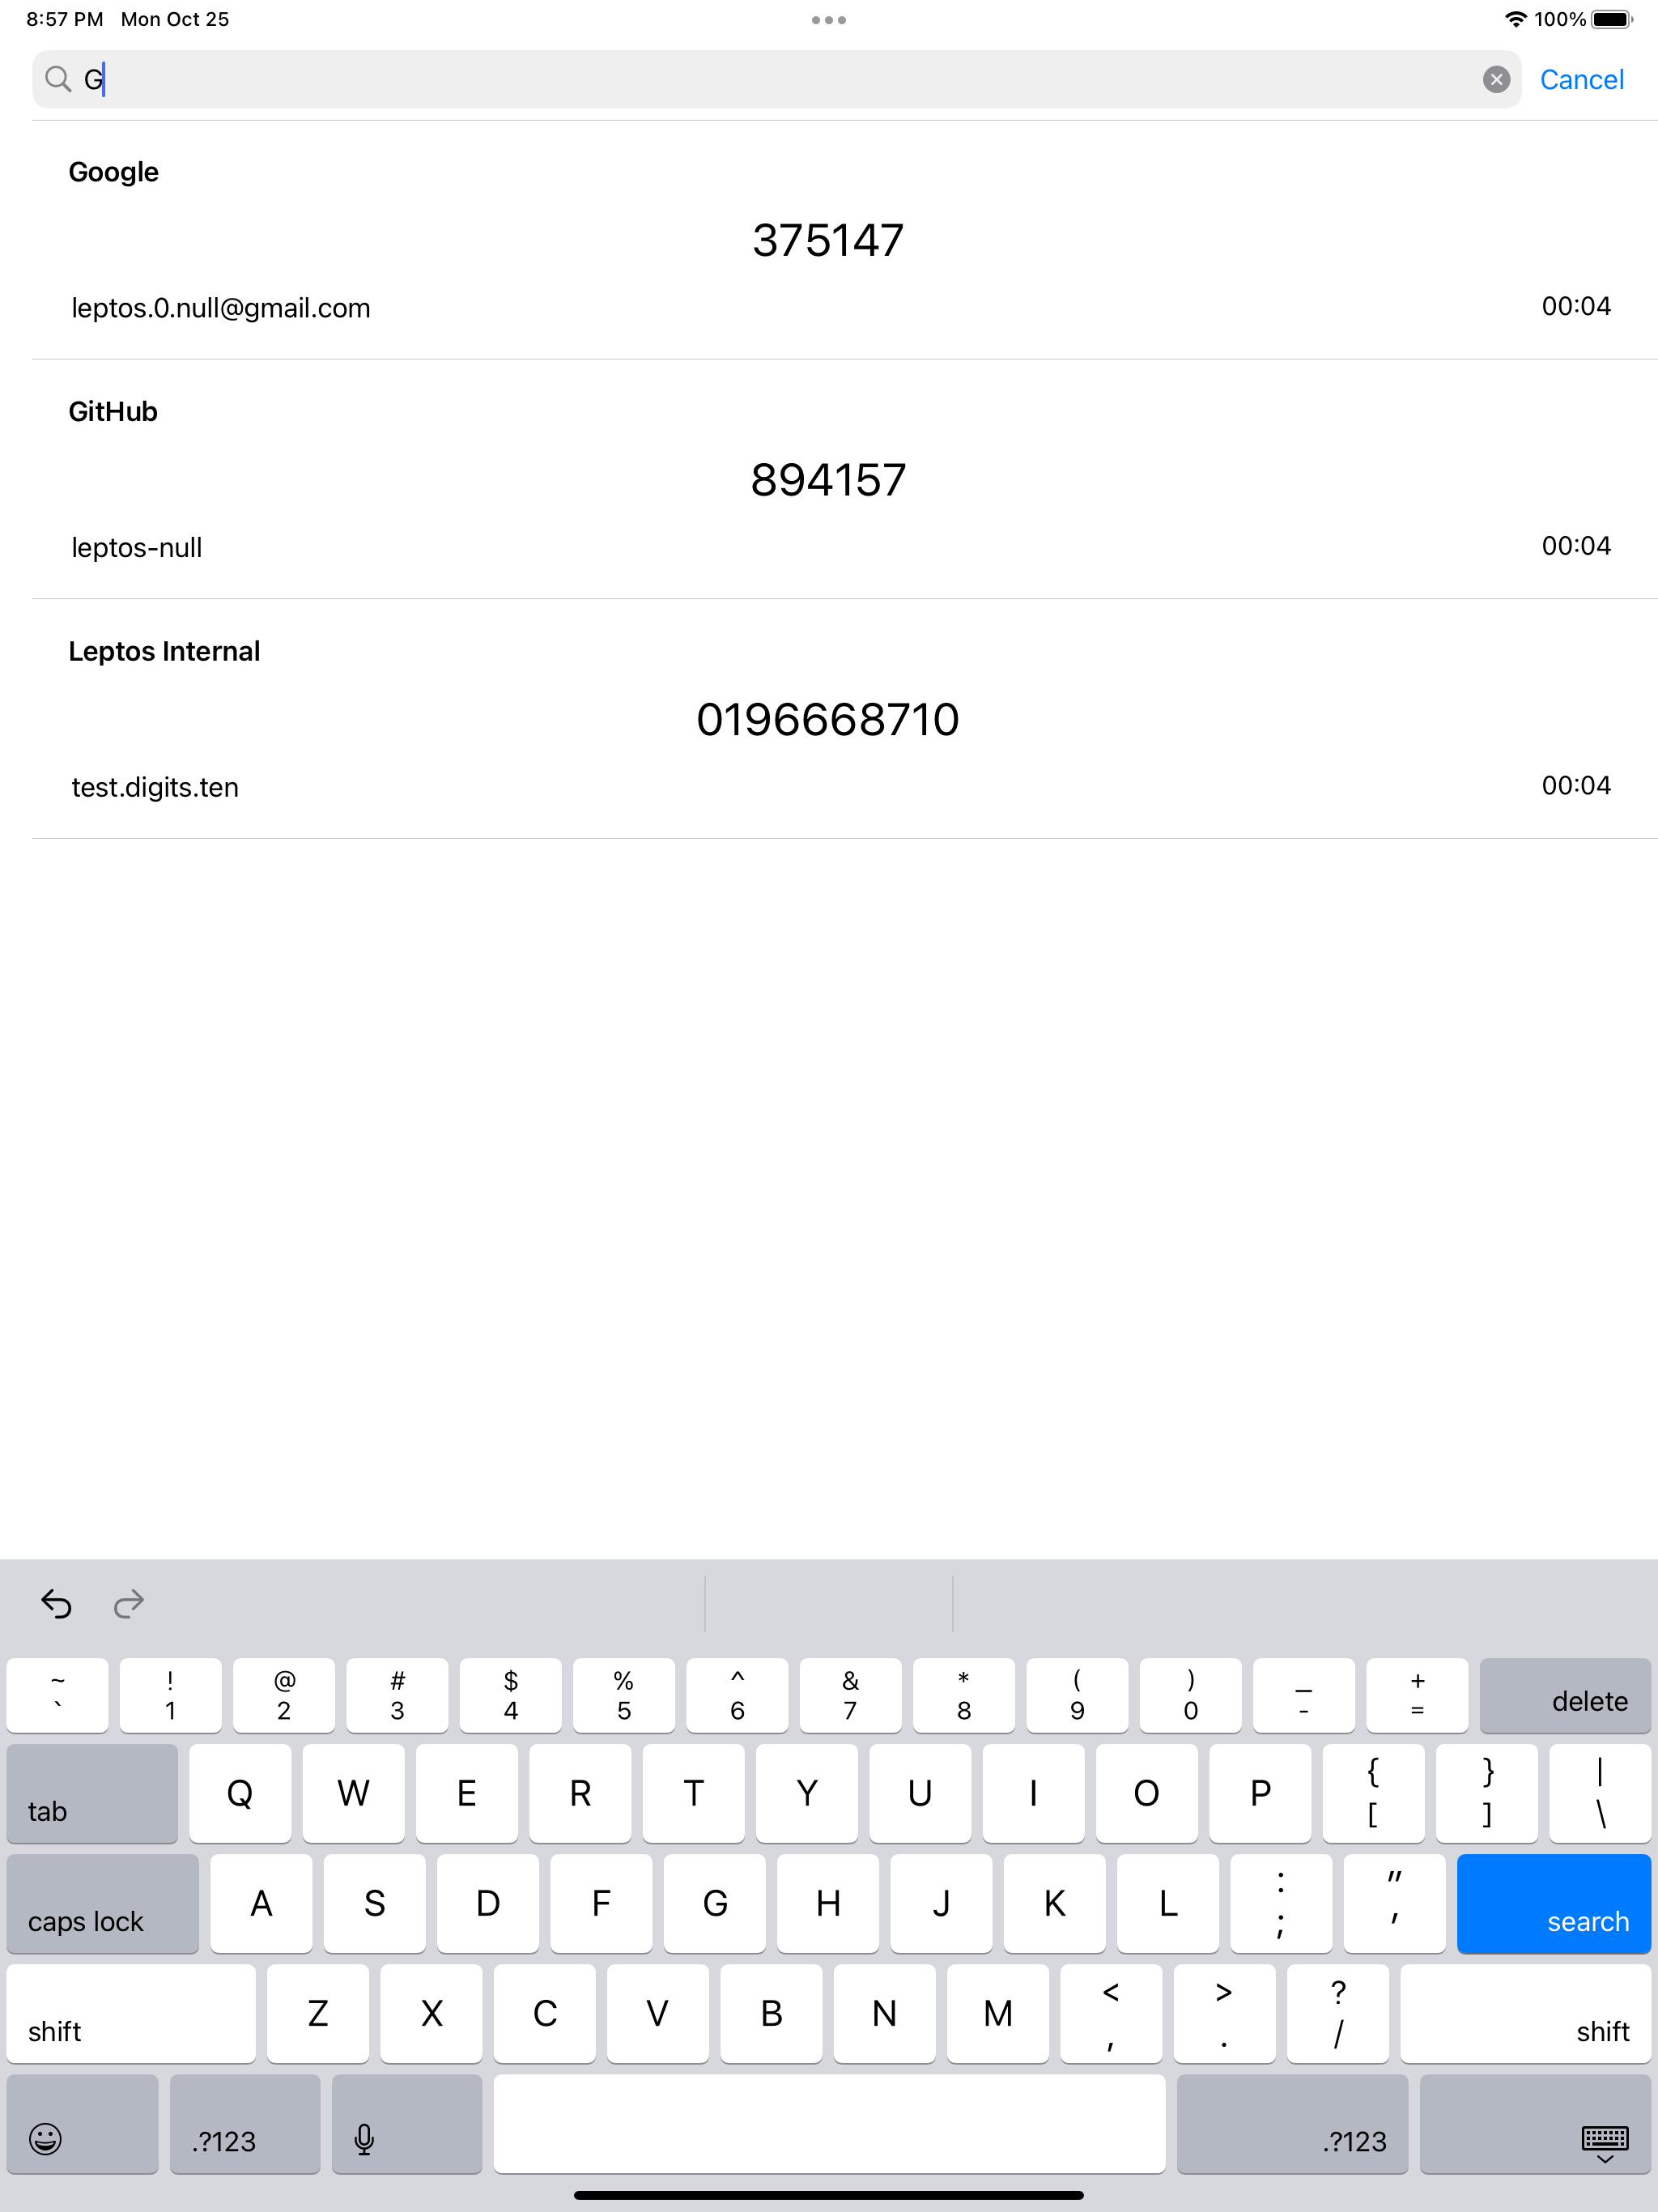 8:57 PM Mon Oct 25 100%
G Cancel
Google
375147
leptos.0.null@gmail.com 00:04
GitHub
894157
leptos-null 00:04
Leptos Internal
0196668710
test.digits.ten 00:04
~ ! @ # $ % ^ & * ( ) _ +
` 1 2 3 4 5 6 7 8 9 0 - = delete
tab Q W E R T Y U I O P { [ } ] | \
caps lock A S D F G H J K L : ; " ' search
shift Z X C V B N M < , > . ? / shift
.?123 .?123